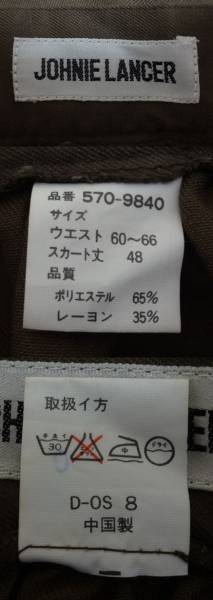 JOHNIE LANCER
品番 570-9840
サイズ
ウエスト 60～66
スカート丈 48
品質
ポリエステル 65%
レーヨン 35%
取扱イ方
30
D-OS 8
中国製